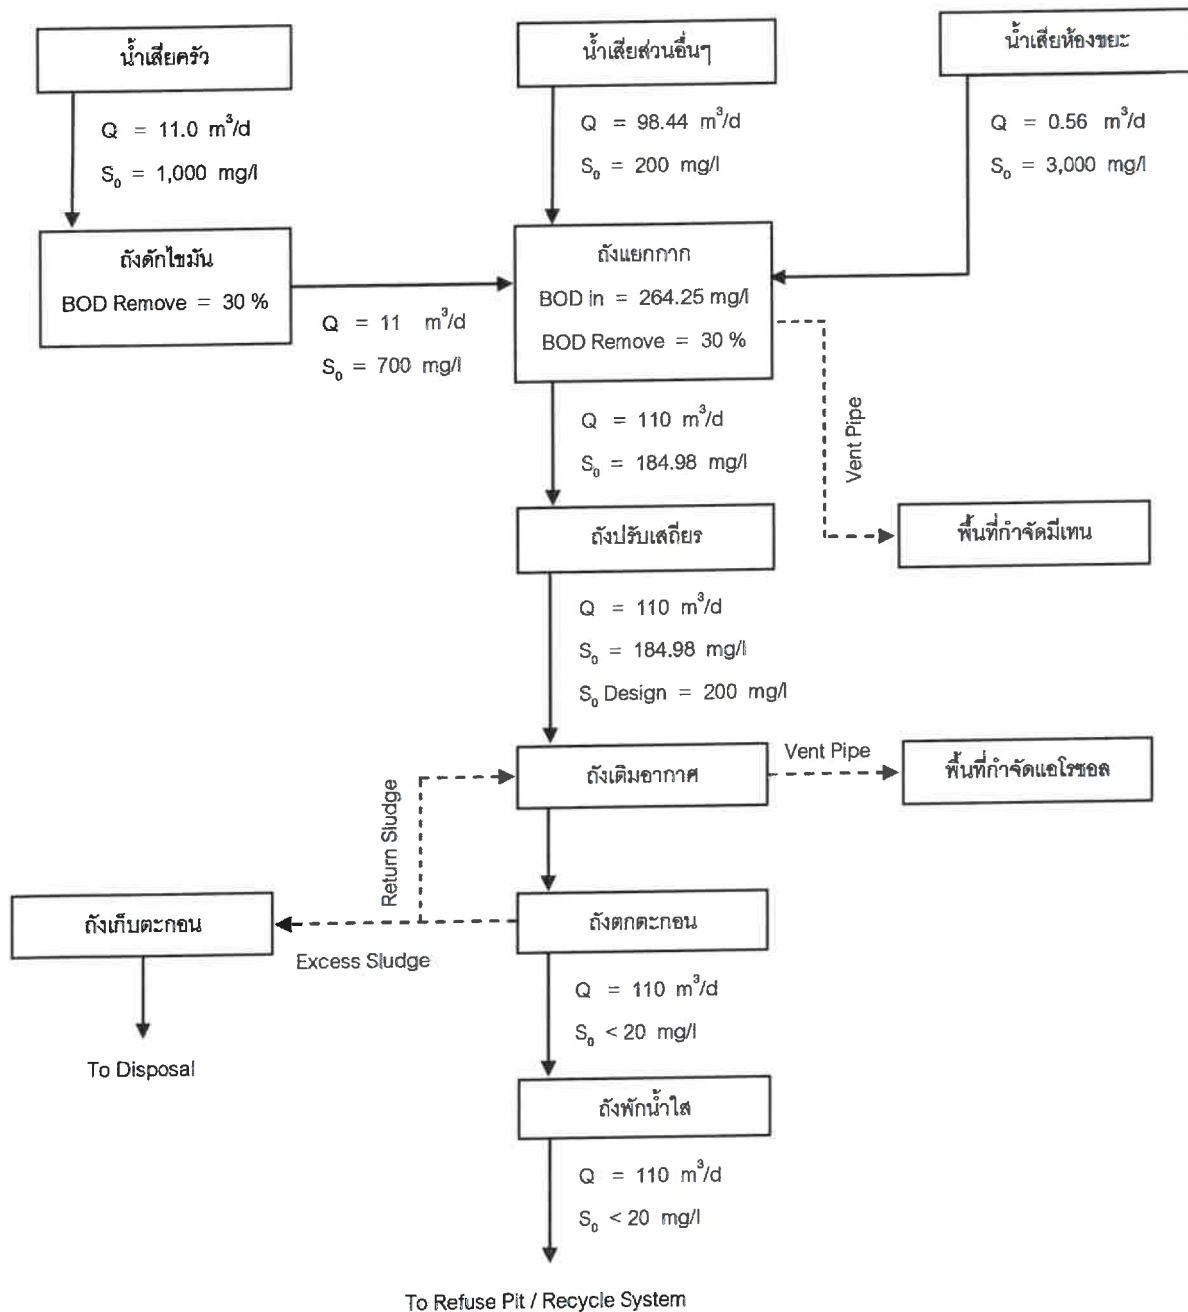 น้ำเสียครัว
น้ำเสียส่วนอื่นๆ
น้ำเสียห้องขยะ
Q = 11.0 m³/d
S₀ = 1,000 mg/l
Q = 98.44 m³/d
S₀ = 200 mg/l
Q = 0.56 m³/d
S₀ = 3,000 mg/l
ถังดักไขมัน
BOD Remove = 30 %
Q = 11 m³/d
S₀ = 700 mg/l
ถังแยกกาก
BOD in = 264.25 mg/l
BOD Remove = 30 %
Q = 110 m³/d
S₀ = 184.98 mg/l
Vent Pipe
ถังปรับเสถียร
พื้นที่กำจัดมีเทน
Q = 110 m³/d
S₀ = 184.98 mg/l
S₀ Design = 200 mg/l
ถังเติมอากาศ
Vent Pipe
พื้นที่กำจัดแอโรซอล
Return Sludge
ถังเก็บตะกอน
Excess Sludge
ถังตกตะกอน
To Disposal
Q = 110 m³/d
S₀ < 20 mg/l
ถังพักน้ำใส
Q = 110 m³/d
S₀ < 20 mg/l
To Refuse Pit / Recycle System